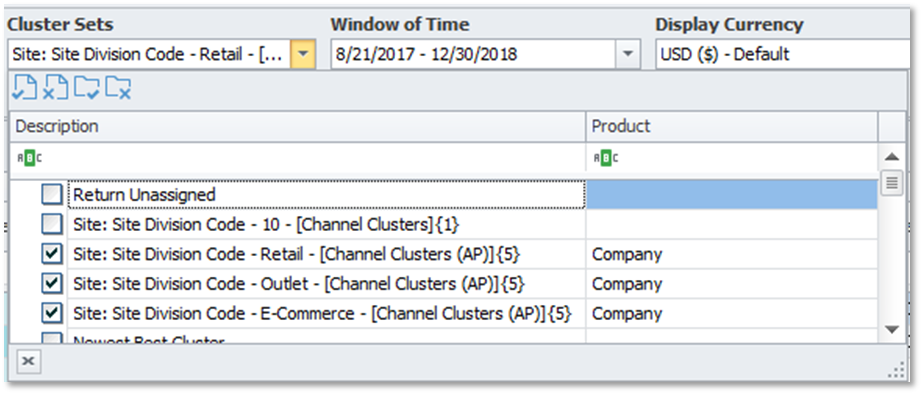 Cluster Sets Window of Time Display Currency
Site: Site Division Code - Retail - [... 8/21/2017 - 12/30/2018 USD ($) - Default
Description Product
ABC ABC
Return Unassigned
Site: Site Division Code - 10 - [Channel Clusters]{1}
Site: Site Division Code - Retail - [Channel Clusters (AP)]{5} Company
Site: Site Division Code - Outlet - [Channel Clusters (AP)]{5} Company
Site: Site Division Code - E-Commerce - [Channel Clusters (AP)]{5} Company
Newest Best Cluster